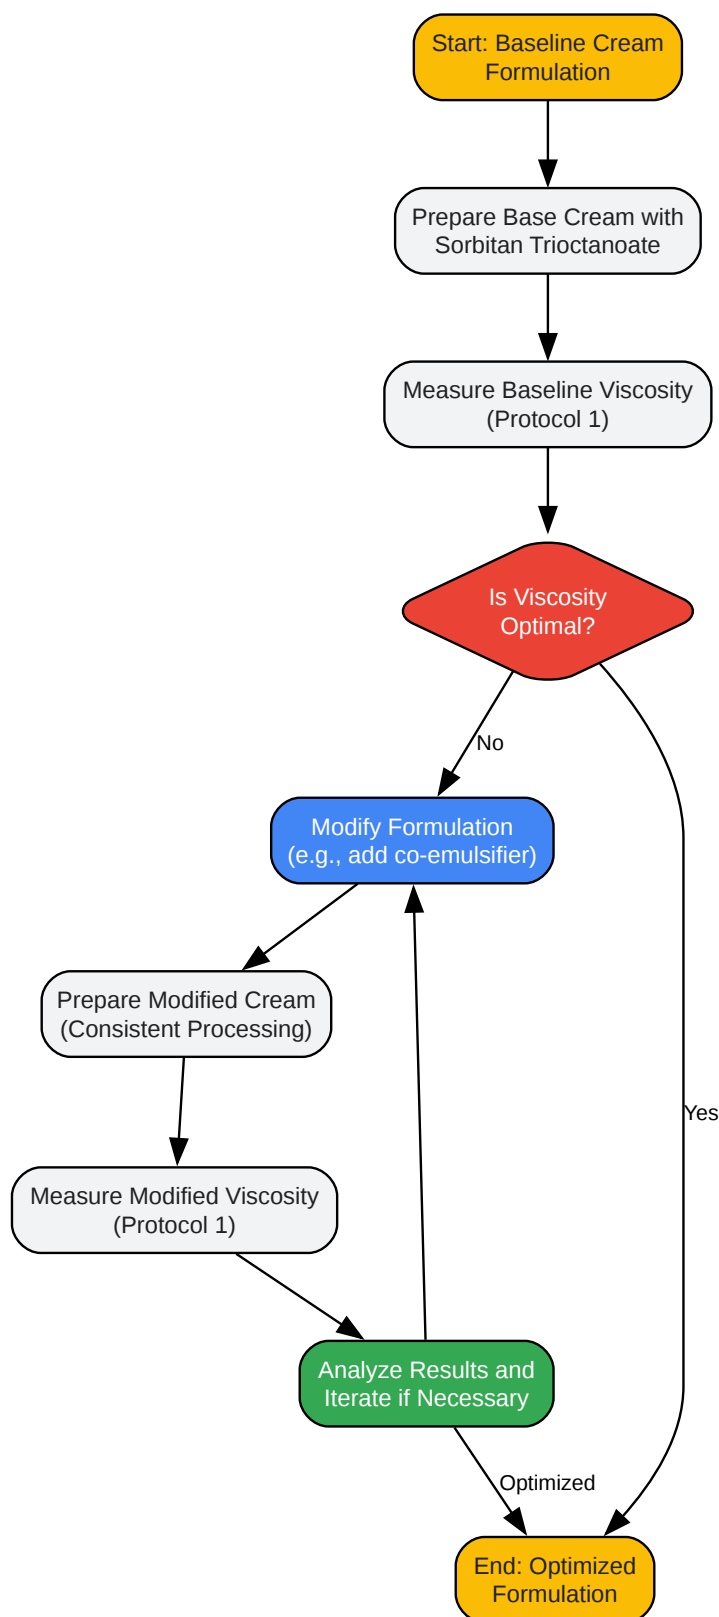 Start: Baseline Cream
Formulation
Prepare Base Cream with
Sorbitan Trioctanoate
Measure Baseline Viscosity
(Protocol 1)
Is Viscosity
Optimal?
No
Modify Formulation
(e.g., add co-emulsifier)
Prepare Modified Cream
(Consistent Processing)
Yes
Measure Modified Viscosity
(Protocol 1)
Analyze Results and
Iterate if Necessary
Optimized
End: Optimized
Formulation